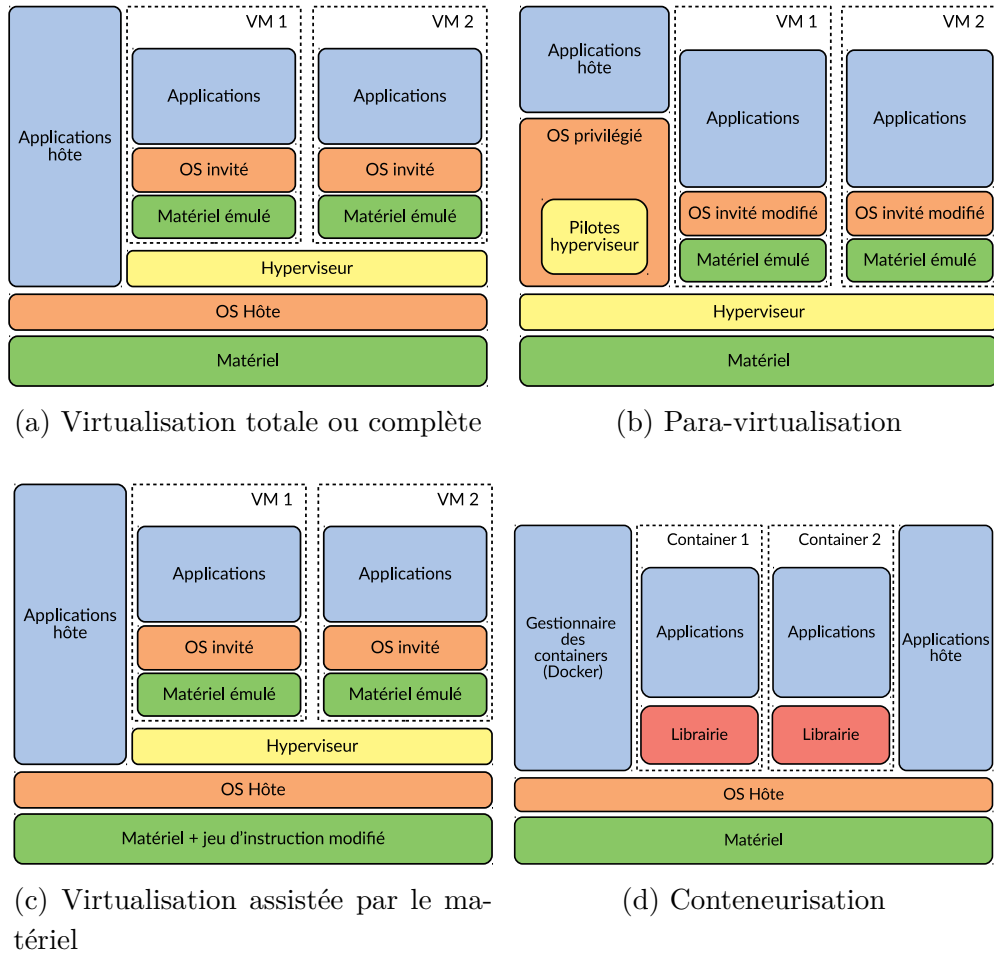 VM 1
VM 2
Applications
hôte
Applications
Applications
OS invité
OS invité
Matériel émulé
Matériel émulé
Hyperviseur
OS Hôte
Matériel
(a) Virtualisation totale ou complète
Applications
hôte
VM 1
VM 2
OS privilégié
Pilotes
hyperviseur
Applications
Applications
OS invité modifié
OS invité modifié
Matériel émulé
Matériel émulé
Hyperviseur
Matériel
(b) Para-virtualisation
VM 1
VM 2
Applications
hôte
Applications
Applications
OS invité
OS invité
Matériel émulé
Matériel émulé
Hyperviseur
OS Hôte
Matériel + jeu d'instruction modifié
(c) Virtualisation assistée par le ma-
tériel
Container 1
Container 2
Gestionnaire
des
containers
(Docker)
Applications
Applications
Applications
hôte
Librairie
Librairie
OS Hôte
Matériel
(d) Conteneurisation